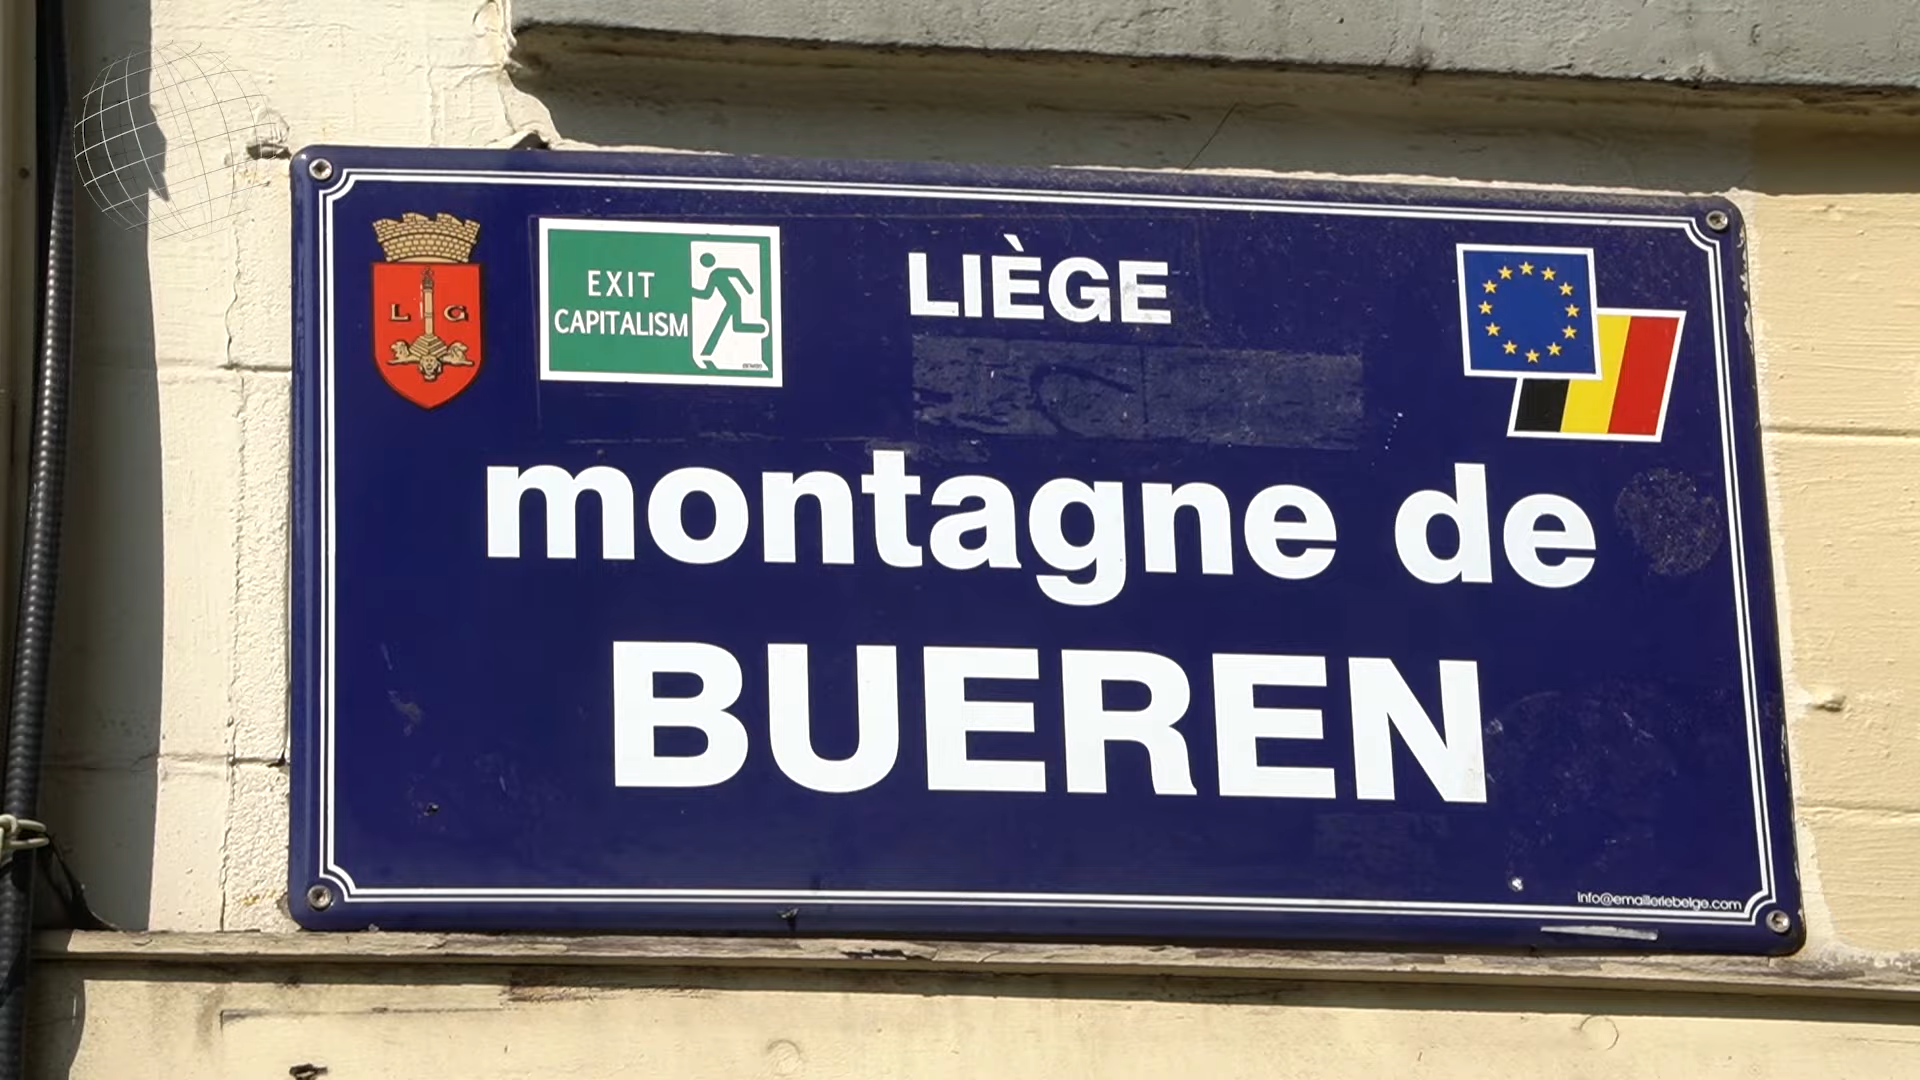 L G
EXIT
CAPITALISM
LIÈGE
montagne de
BUEREN
info@emailleriebelge.com